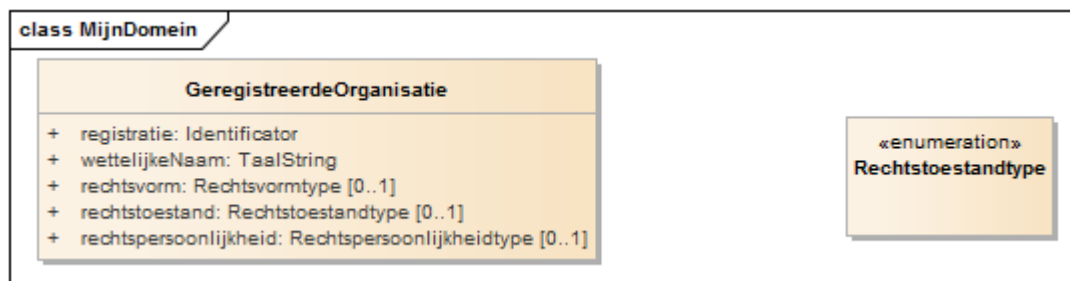 class MijnDomein
GeregistreerdeOrganisatie
+ registratie: Identificator
+ wettelijkeNaam: TaalString
+ rechtsvorm: Rechtsvormtype [0..1]
+ rechtstoestand: Rechtstoestandtype [0..1]
+ rechtspersoonlijkheid: Rechtspersoonlijkheidtype [0..1]
«enumeration»
Rechtstoestandtype